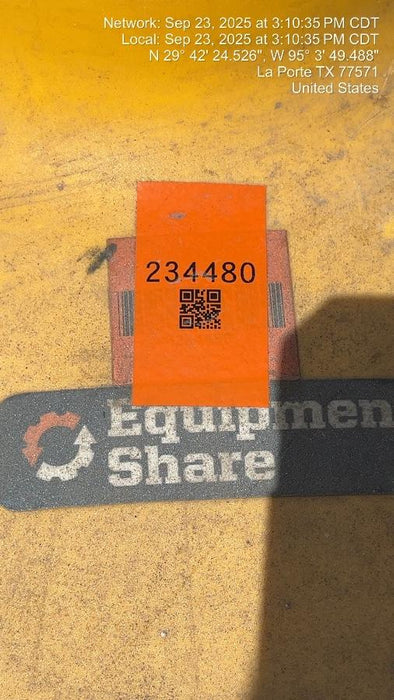 Network: Sep 23, 2025 at 3:10:35 PM CDT
Local: Sep 23, 2025 at 3:10:35 PM CDT
N 29° 42' 24.526", W 95° 3' 49.488"
La Porte TX 77571
United States
234480
Equipmen
Share